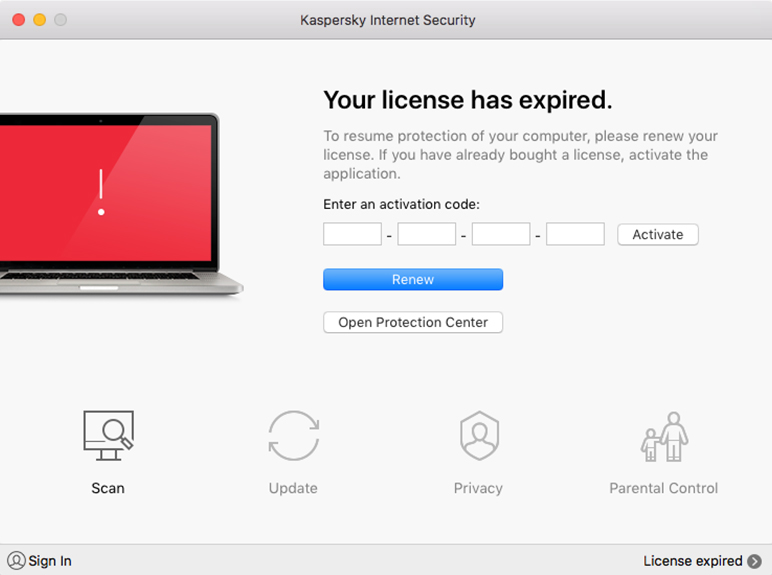 Kaspersky Internet Security
Your license has expired.
To resume protection of your computer, please renew your
license. If you have already bought a license, activate the
application.
Enter an activation code:
- - - Activate
Renew
Open Protection Center
Scan Update Privacy Parental Control
Sign In License expired